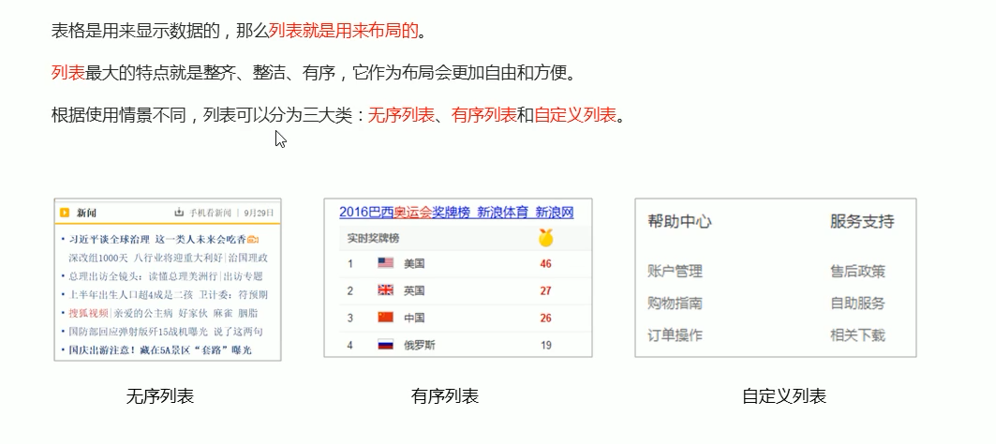 表格是用来显示数据的，那么列表就是用来布局的。
列表最大的特点就是整齐、整洁、有序，它作为布局会更加自由和方便。
根据使用情景不同，列表可以分为三大类：无序列表、有序列表和自定义列表。
新闻 手机看新闻 | 9月29日
• 习近平谈全球治理 这一类人未来会吃香
深改组1000天 八行业将迎重大利好|治国理政
• 总理出访全镜头：读懂总理美洲行|出访专题
• 上半年出生人口超4成是二孩 卫计委：符预期
• 搜狐视频|亲爱的公主病 好家伙 麻雀 胭脂
• 国防部回应弹射版歼15战机曝光 说了这两句
• 国庆出游注意！藏在5A景区“套路”曝光
无序列表
2016巴西奥运会奖牌榜_新浪体育_新浪网
实时奖牌榜
1 美国 46
2 英国 27
3 中国 26
4 俄罗斯 19
有序列表
帮助中心 服务支持
账户管理 售后政策
购物指南 自助服务
订单操作 相关下载
自定义列表